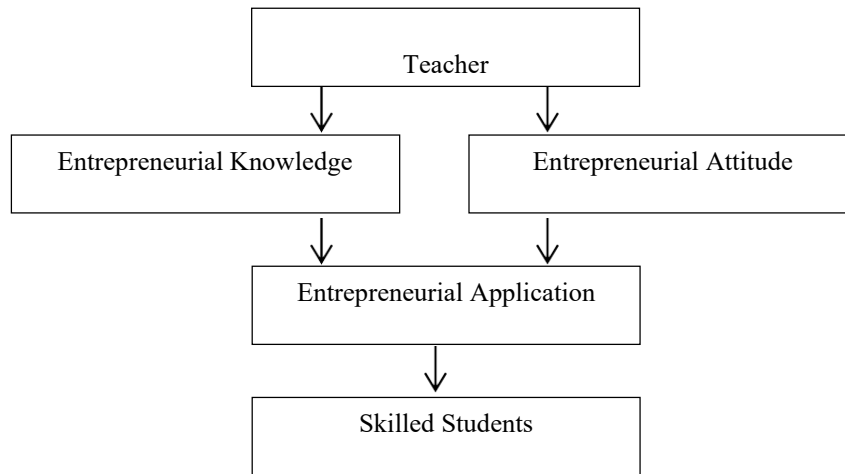 Teacher
Entrepreneurial Knowledge
Entrepreneurial Attitude
Entrepreneurial Application
Skilled Students